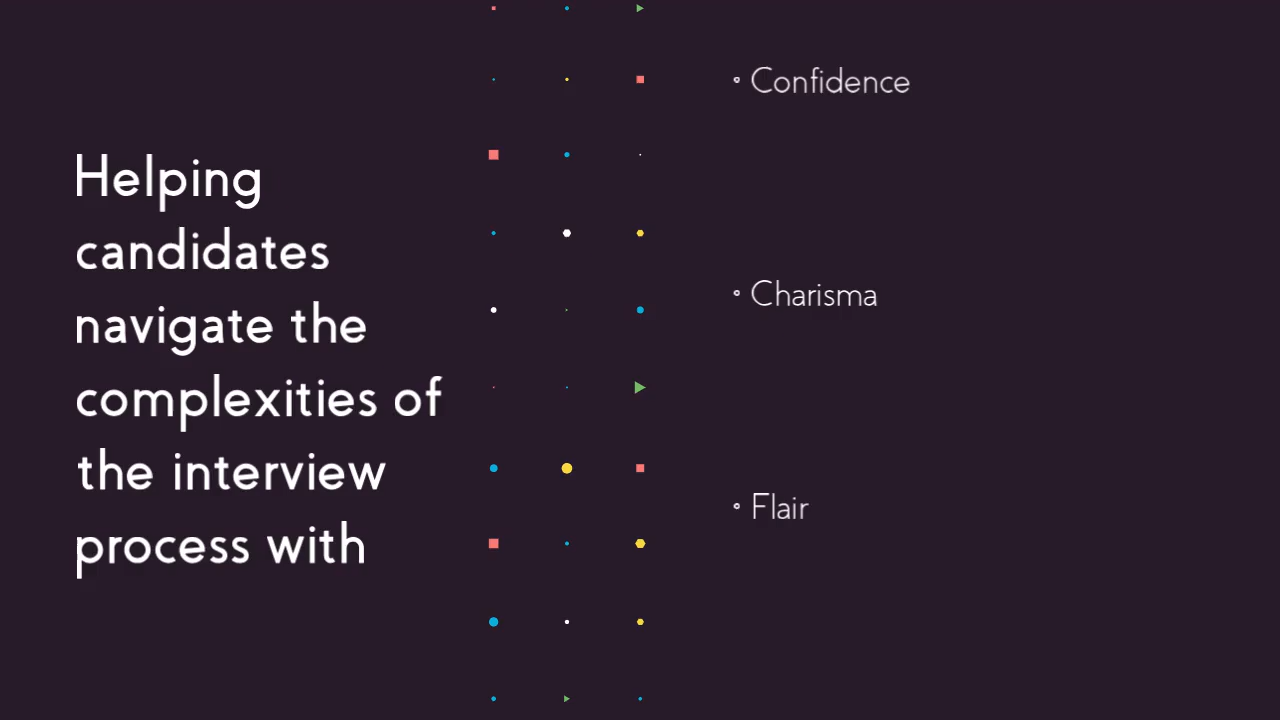 Helping
candidates
navigate the
complexities of
the interview
process with
◦ Confidence
◦ Charisma
◦ Flair